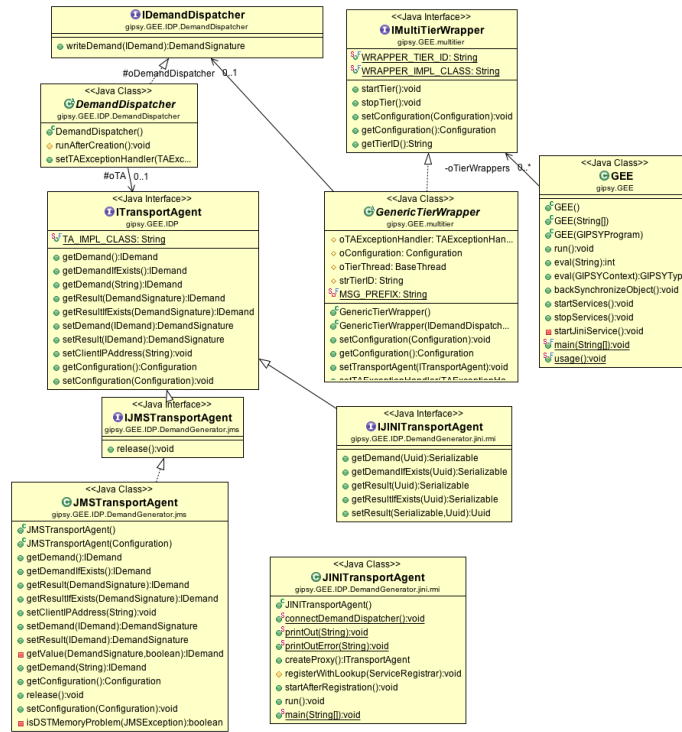 IDemandDispatcher
gipsy.GEE.IDP.DemandDispatcher
writeDemand(IDemand):DemandSignature
#oDemandDispatcher 0..1
<<Java Class>>
DemandDispatcher
gipsy.GEE.IDP.DemandDispatcher
DemandDispatcher()
runAfterCreation():void
setTAExceptionHandler(TAExc...
#oTA 0..1
<<Java Interface>>
ITransportAgent
gipsy.GEE.IDP
TA_IMPL_CLASS: String
getDemand():IDemand
getDemandIfExists():IDemand
getDemand(String):IDemand
getResult(DemandSignature):IDemand
getResultIfExists(DemandSignature):IDemand
setDemand(IDemand):DemandSignature
setResult(IDemand):DemandSignature
setClientIPAddress(String):void
getConfiguration():Configuration
setConfiguration(Configuration):void
<<Java Interface>>
IMultiTierWrapper
gipsy.GEE.multitier
WRAPPER_TIER_ID: String
WRAPPER_IMPL_CLASS: String
startTier():void
stopTier():void
setConfiguration(Configuration):void
getConfiguration():Configuration
getTierID():String
-oTierWrappers 0..*
<<Java Class>>
GEE
gipsy.GEE
GEE()
GEE(String[])
GEE(GIPSYProgram)
run():void
eval(String):int
eval(GIPSYContext):GIPSYTyp
backSynchronizeObject():void
startServices():void
stopServices():void
startJiniService():void
main(String[]):void
usage():void
<<Java Class>>
GenericTierWrapper
gipsy.GEE.multitier
oTAExceptionHandler: TAExceptionHan...
oConfiguration: Configuration
oTierThread: BaseThread
strTierID: String
MSG_PREFIX: String
GenericTierWrapper()
GenericTierWrapper(IDemandDispatch...
setConfiguration(Configuration):void
getConfiguration():Configuration
setTransportAgent(ITransportAgent):void
setTAExceptionHandler(TAExceptionHa...
<<Java Interface>>
IJMSTransportAgent
gipsy.GEE.IDP.DemandGenerator.jms
release():void
<<Java Interface>>
IJINITransportAgent
gipsy.GEE.IDP.DemandGenerator.jini.rmi
getDemand(Uuid):Serializable
getDemandIfExists(Uuid):Serializable
getResult(Uuid):Serializable
getResultIfExists(Uuid):Serializable
setResult(Serializable,Uuid):Uuid
<<Java Class>>
JMSTransportAgent
gipsy.GEE.IDP.DemandGenerator.jms
JMSTransportAgent()
JMSTransportAgent(Configuration)
getDemand():IDemand
getDemandIfExists():IDemand
getResult(DemandSignature):IDemand
getResultIfExists(DemandSignature):IDemand
setClientIPAddress(String):void
setDemand(IDemand):DemandSignature
setResult(IDemand):DemandSignature
getValue(DemandSignature,boolean):IDemand
getDemand(String):IDemand
getConfiguration():Configuration
release():void
setConfiguration(Configuration):void
isDSTMemoryProblem(JMSException):boolean
<<Java Class>>
JINITransportAgent
gipsy.GEE.IDP.DemandGenerator.jini.rmi
JINITransportAgent()
connectDemandDispatcher():void
printOut(String):void
printOutError(String):void
createProxy():ITransportAgent
registerWithLookup(ServiceRegistrar):void
startAfterRegistration():void
run():void
main(String[]):void